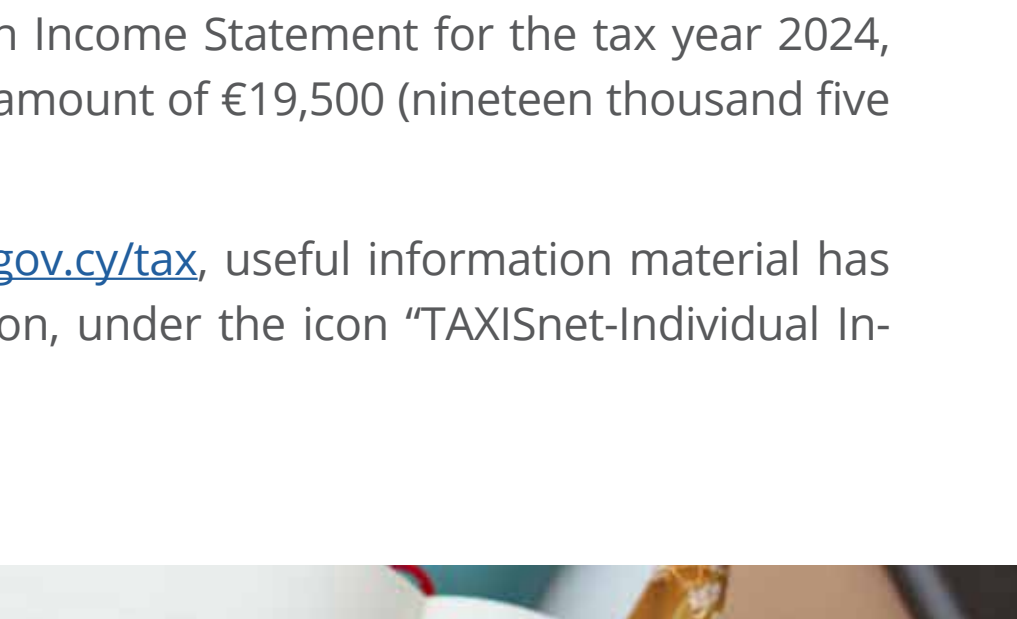 Income Statement for the tax year 2024,
amount of €19,500 (nineteen thousand five
gov.cy/tax, useful information material has
on, under the icon “TAXISnet-Individual In-